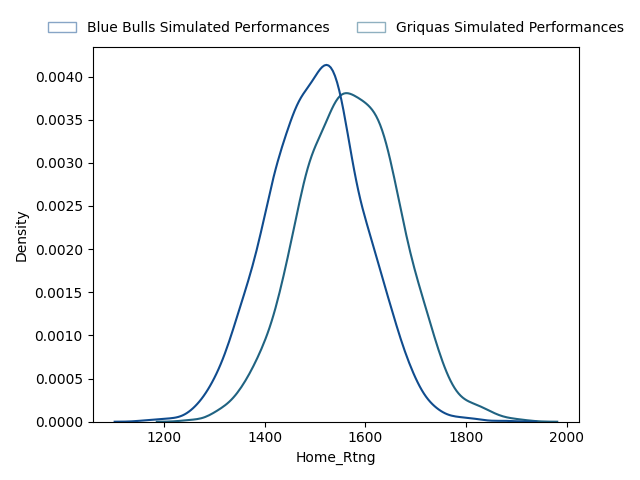 Blue Bulls Simulated Performances Griquas Simulated Performances
0.0040
0.0035
0.0030
0.0025
0.0020
0.0015
0.0010
0.0005
0.0000
Density
1200 1400 1600 1800 2000
Home_Rtng